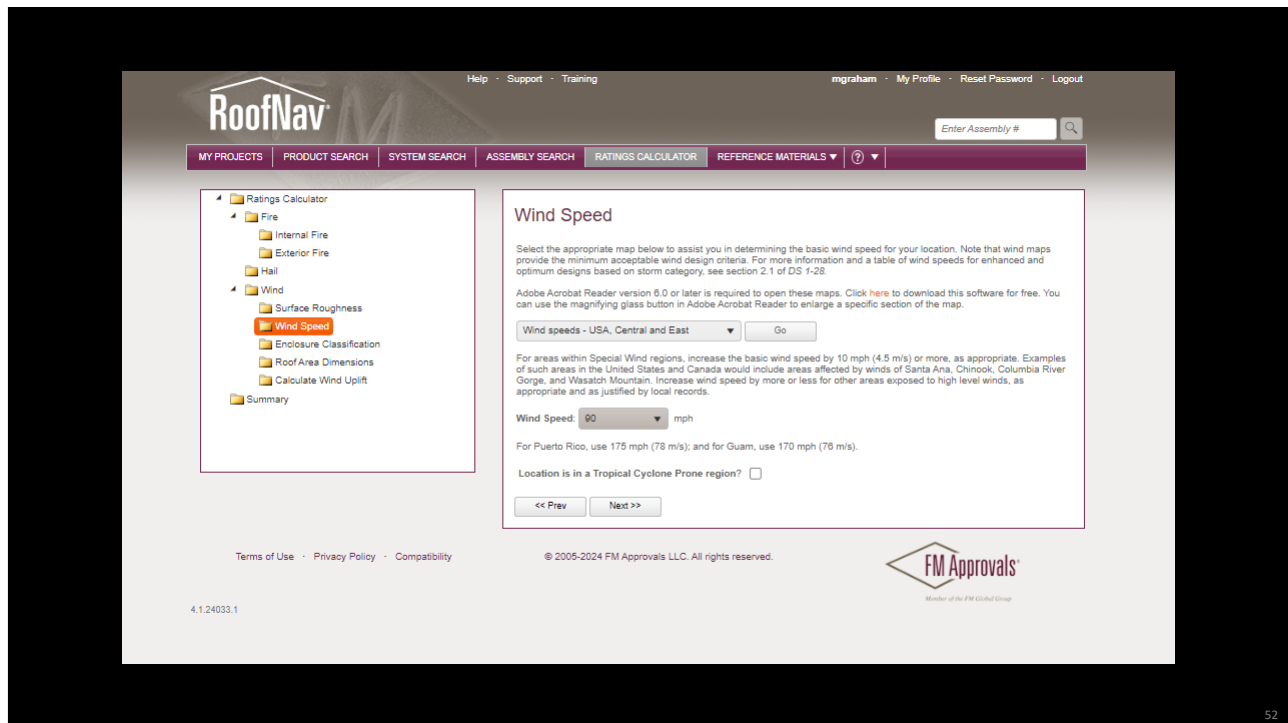 Help · Support · Training
mgraham · My Profile · Reset Password · Logout
RoofNav
Enter Assembly #
MY PROJECTS PRODUCT SEARCH SYSTEM SEARCH ASSEMBLY SEARCH RATINGS CALCULATOR REFERENCE MATERIALS ▼ ? ▼
Ratings Calculator
Fire
Internal Fire
Exterior Fire
Hail
Wind
Surface Roughness
Wind Speed
Enclosure Classification
Roof Area Dimensions
Calculate Wind Uplift
Summary
Wind Speed
Select the appropriate map below to assist you in determining the basic wind speed for your location. Note that wind maps
provide the minimum acceptable wind design criteria. For more information and a table of wind speeds for enhanced and
optimum designs based on storm category, see section 2.1 of DS 1-28.
Adobe Acrobat Reader version 6.0 or later is required to open these maps. Click here to download this software for free. You
can use the magnifying glass button in Adobe Acrobat Reader to enlarge a specific section of the map.
Wind speeds - USA, Central and East ▼ Go
For areas within Special Wind regions, increase the basic wind speed by 10 mph (4.5 m/s) or more, as appropriate. Examples
of such areas in the United States and Canada would include areas affected by winds of Santa Ana, Chinook, Columbia River
Gorge, and Wasatch Mountain. Increase wind speed by more or less for other areas exposed to high level winds, as
appropriate and as justified by local records.
Wind Speed: 90 ▼ mph
For Puerto Rico, use 175 mph (78 m/s); and for Guam, use 170 mph (76 m/s).
Location is in a Tropical Cyclone Prone region?
<< Prev Next >>
Terms of Use · Privacy Policy · Compatibility
© 2005-2024 FM Approvals LLC. All rights reserved.
FM Approvals
Member of the FM Global Group
4.1.24033.1
52